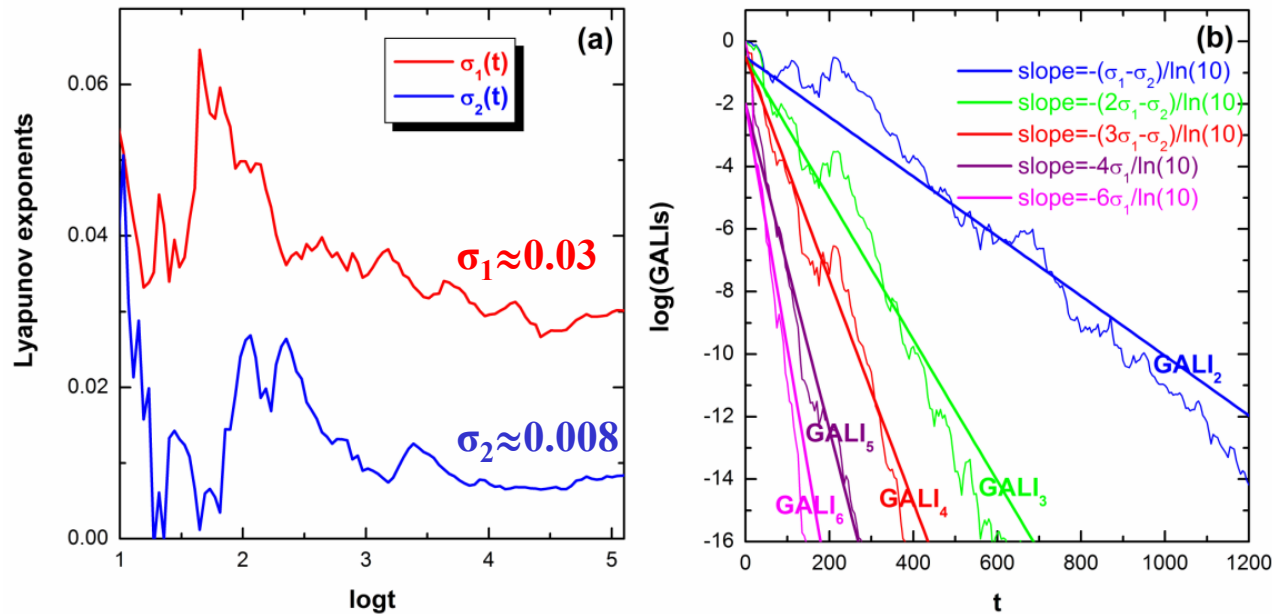 (a)
σ₁(t)
σ₂(t)
0.06
0.04
0.02
0.00
Lyapunov exponents
σ₁≈0.03
σ₂≈0.008
1
2
3
4
5
logt
(b)
slope=-(σ₁-σ₂)/ln(10)
slope=-(2σ₁-σ₂)/ln(10)
slope=-(3σ₁-σ₂)/ln(10)
slope=-4σ₁/ln(10)
slope=-6σ₁/ln(10)
0
-2
-4
-6
-8
-10
-12
-14
-16
log(GALIs)
GALI₂
GALI₅
GALI₃
GALI₄
GALI₆
0
200
400
600
800
1000
1200
t